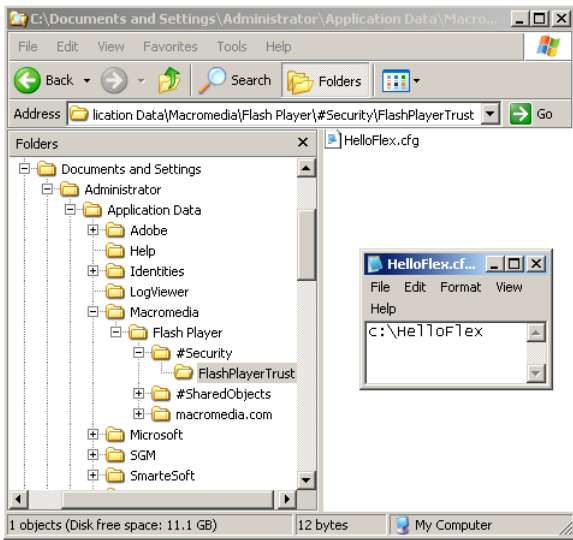 C:\Documents and Settings\Administrator\Application Data\Macro...
File Edit View Favorites Tools Help
Back Search Folders
Address lication Data\Macromedia\Flash Player\#Security\FlashPlayerTrust Go
Folders
Documents and Settings
Administrator
Application Data
Adobe
Help
Identities
LogViewer
Macromedia
Flash Player
#Security
FlashPlayerTrust
#SharedObjects
macromedia.com
Microsoft
SGM
SmarteSoft
HelloFlex.cfg
HelloFlex.cf...
File Edit Format View
Help
c:\HelloFlex
1 objects (Disk free space: 11.1 GB) 12 bytes My Computer